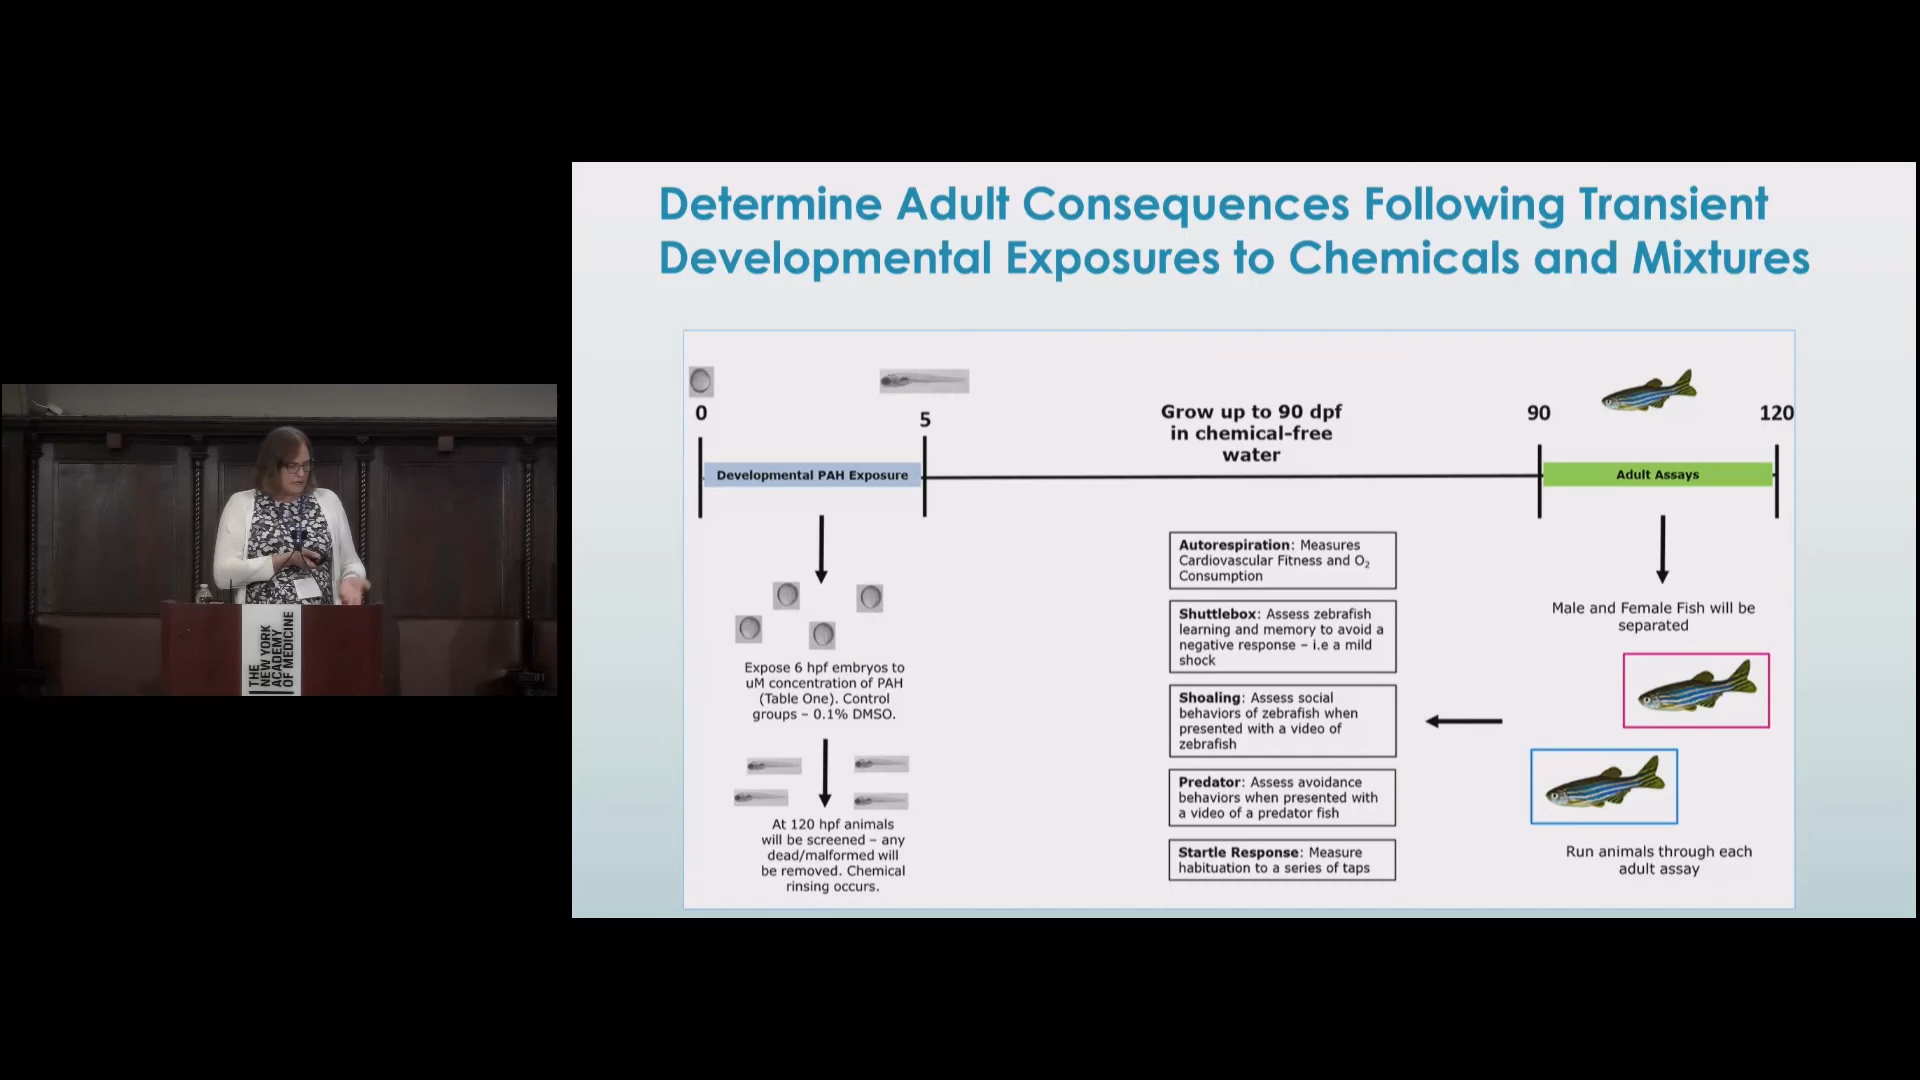 Determine Adult Consequences Following Transient
Developmental Exposures to Chemicals and Mixtures
0
5
Grow up to 90 dpf
in chemical-free
water
90
120
Developmental PAH Exposure
Adult Assays
Expose 6 hpf embryos to
uM concentration of PAH
(Table One). Control
groups – 0.1% DMSO.
At 120 hpf animals
will be screened – any
dead/malformed will
be removed. Chemical
rinsing occurs.
Autorespiration: Measures
Cardiovascular Fitness and O₂
Consumption
Shuttlebox: Assess zebrafish
learning and memory to avoid a
negative response – i.e a mild
shock
Shoaling: Assess social
behaviors of zebrafish when
presented with a video of
zebrafish
Predator: Assess avoidance
behaviors when presented with
a video of a predator fish
Startle Response: Measure
habituation to a series of taps
Male and Female Fish will be
separated
Run animals through each
adult assay
THE
NEW YORK
ACADEMY
OF MEDICINE